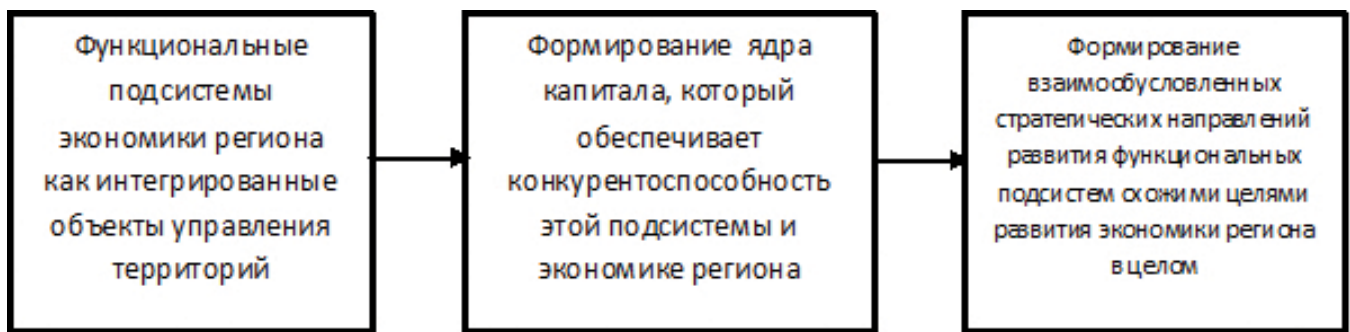 Функциональные
подсистемы
экономики региона
как интегрированные
объекты управления
территорий
Формирование ядра
капитала, который
обеспечивает
конкурентоспособность
этой подсистемы и
экономике региона
Формирование
взаимообусловленных
стратегических направлений
развития функциональных
подсистем схожими целями
развития экономики региона
в целом